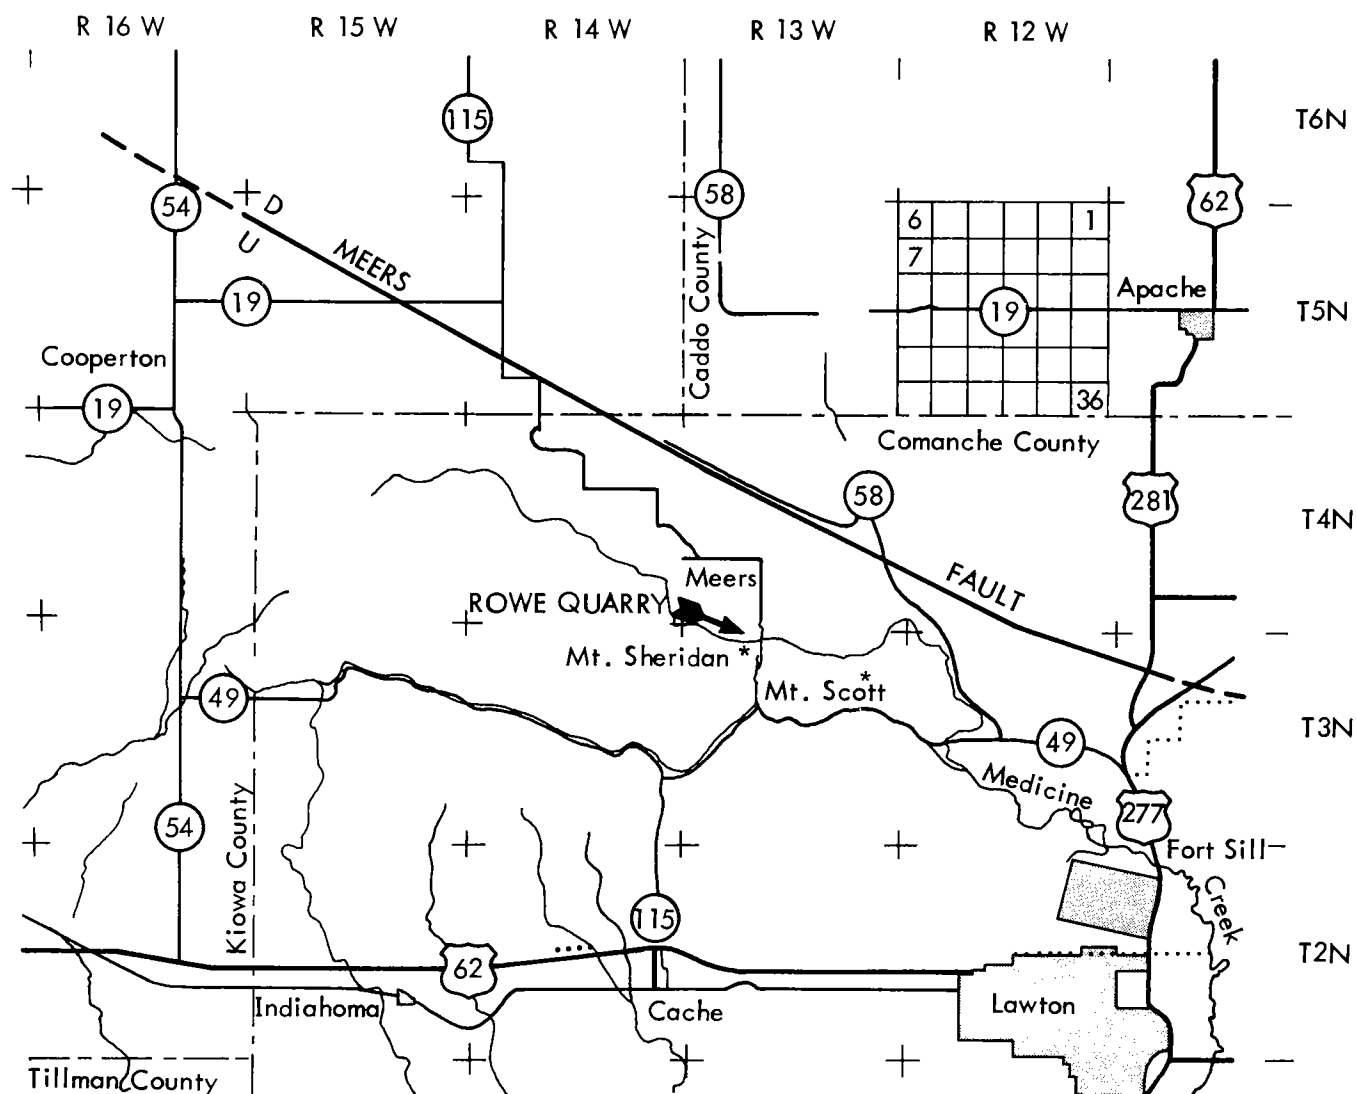 R 16 W R 15 W R 14 W R 13 W R 12 W
115
T6N
54
D
58
6 1
62
U
MEERS
7
Caddo County
19
19
Apache
T5N
Cooperton
19
36
Comanche County
58
281
T4N
Meers
FAULT
ROWE QUARRY
Mt. Sheridan *
*
Mt. Scott
49
49
T3N
Medicine
277
54
Kiowa County
Fort Sill
Creek
115
62
T2N
Indiahoma
Cache
Lawton
Tillman County